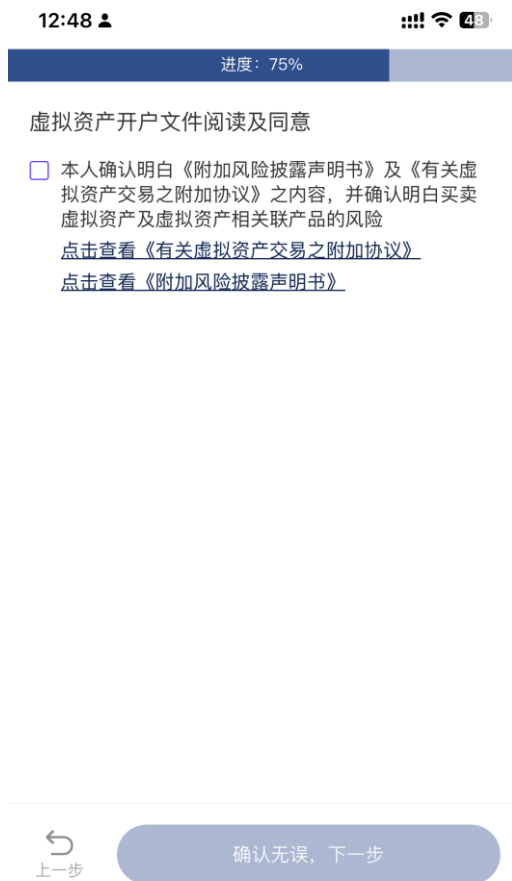 12:48
48
进度：75%
虚拟资产开户文件阅读及同意
本人确认明白《附加风险披露声明书》及《有关虚
拟资产交易之附加协议》之内容，并确认明白买卖
虚拟资产及虚拟资产相关联产品的风险
点击查看《有关虚拟资产交易之附加协议》
点击查看《附加风险披露声明书》
上一步
确认无误，下一步